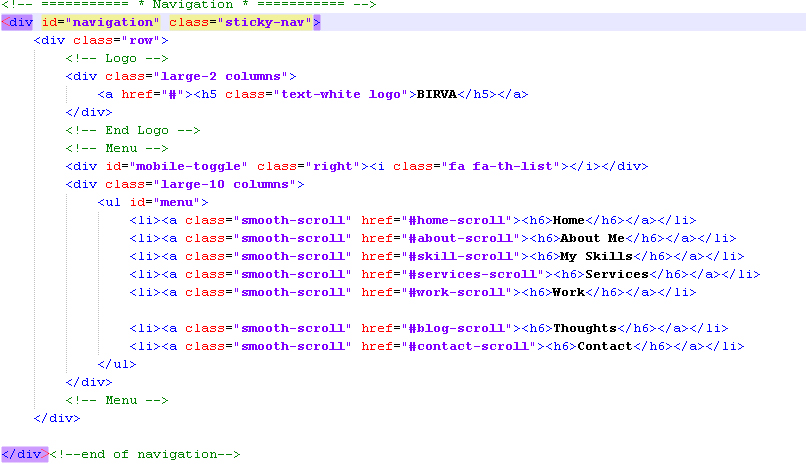 <!-- =========== * Navigation * =========== -->
<div id="navigation" class="sticky-nav">
<div class="row">
<!-- Logo -->
<div class="large-2 columns">
<a href="#"><h5 class="text-white logo">BIRVA</h5></a>
</div>
<!-- End Logo -->
<!-- Menu -->
<div id="mobile-toggle" class="right"><i class="fa fa-th-list"></i></div>
<div class="large-10 columns">
<ul id="menu">
<li><a class="smooth-scroll" href="#home-scroll"><h6>Home</h6></a></li>
<li><a class="smooth-scroll" href="#about-scroll"><h6>About Me</h6></a></li>
<li><a class="smooth-scroll" href="#skill-scroll"><h6>My Skills</h6></a></li>
<li><a class="smooth-scroll" href="#services-scroll"><h6>Services</h6></a></li>
<li><a class="smooth-scroll" href="#work-scroll"><h6>Work</h6></a></li>
<li><a class="smooth-scroll" href="#blog-scroll"><h6>Thoughts</h6></a></li>
<li><a class="smooth-scroll" href="#contact-scroll"><h6>Contact</h6></a></li>
</ul>
</div>
<!-- Menu -->
</div>
</div><!--end of navigation-->